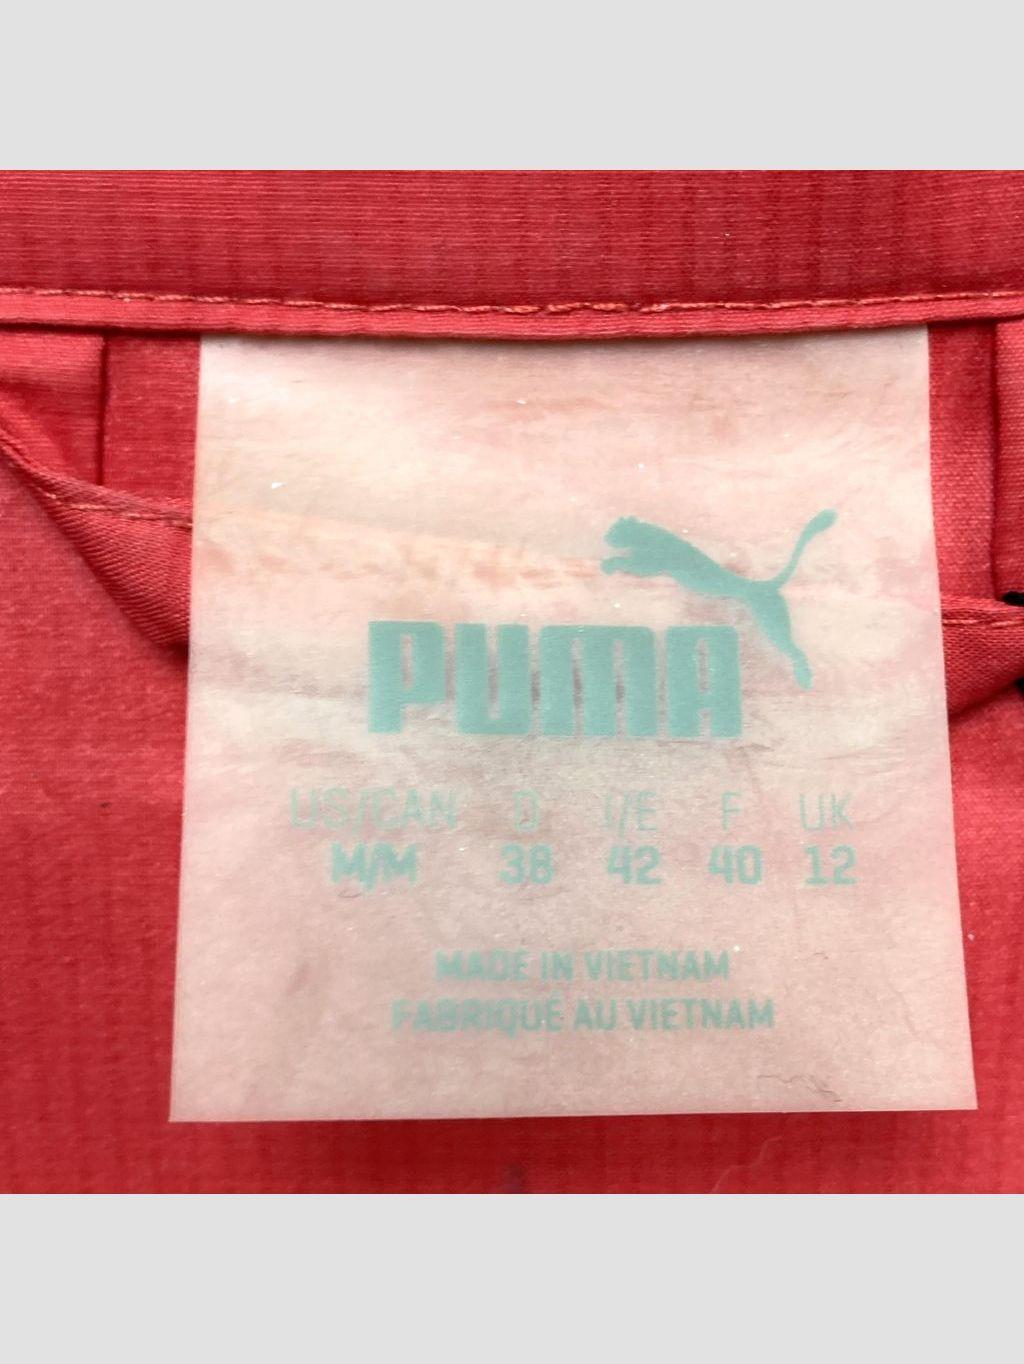 PUMA
US/CAN D I/E F UK
M/M 38 42 40 12
MADE IN VIETNAM
FABRIQUÉ AU VIETNAM